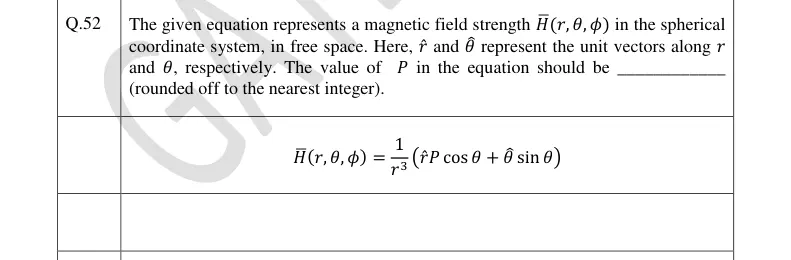 Q.52 The given equation represents a magnetic field strength H̅(r, θ, ϕ) in the spherical
coordinate system, in free space. Here, r̂ and θ̂ represent the unit vectors along r
and θ, respectively. The value of P in the equation should be ____________
(rounded off to the nearest integer).
H̅(r, θ, ϕ) = 1/r³ (r̂P cos θ + θ̂ sin θ)